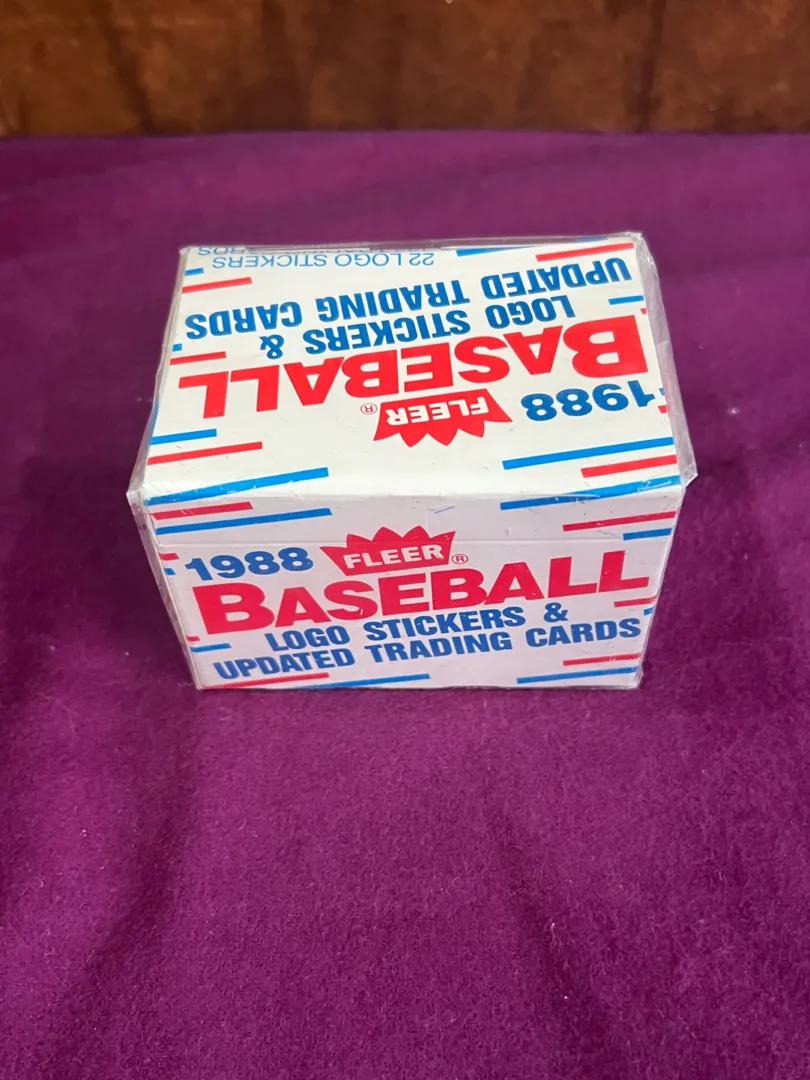 1988 FLEER®
BASEBALL
LOGO STICKERS &
UPDATED TRADING CARDS
22 LOGO STICKERS
1988 FLEER®
BASEBALL
LOGO STICKERS &
UPDATED TRADING CARDS